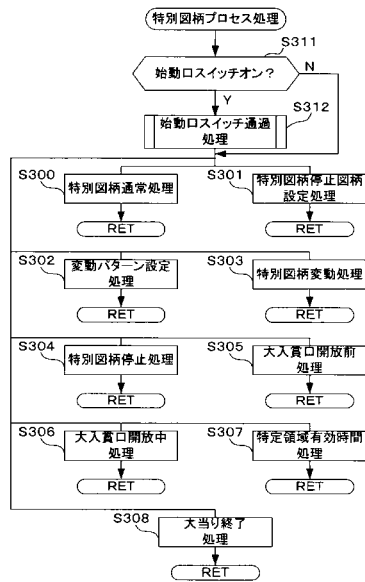 特別図柄プロセス処理
S311
始動口スイッチオン?
N
Y
S312
始動口スイッチ通過
処理
S300
特別図柄通常処理
RET
S301
特別図柄停止図柄
設定処理
RET
S302
変動パターン設定
処理
RET
S303
特別図柄変動処理
RET
S304
特別図柄停止処理
RET
S305
大入賞口開放前
処理
RET
S306
大入賞口開放中
処理
RET
S307
特定領域有効時間
処理
RET
S308
大当り終了
処理
RET